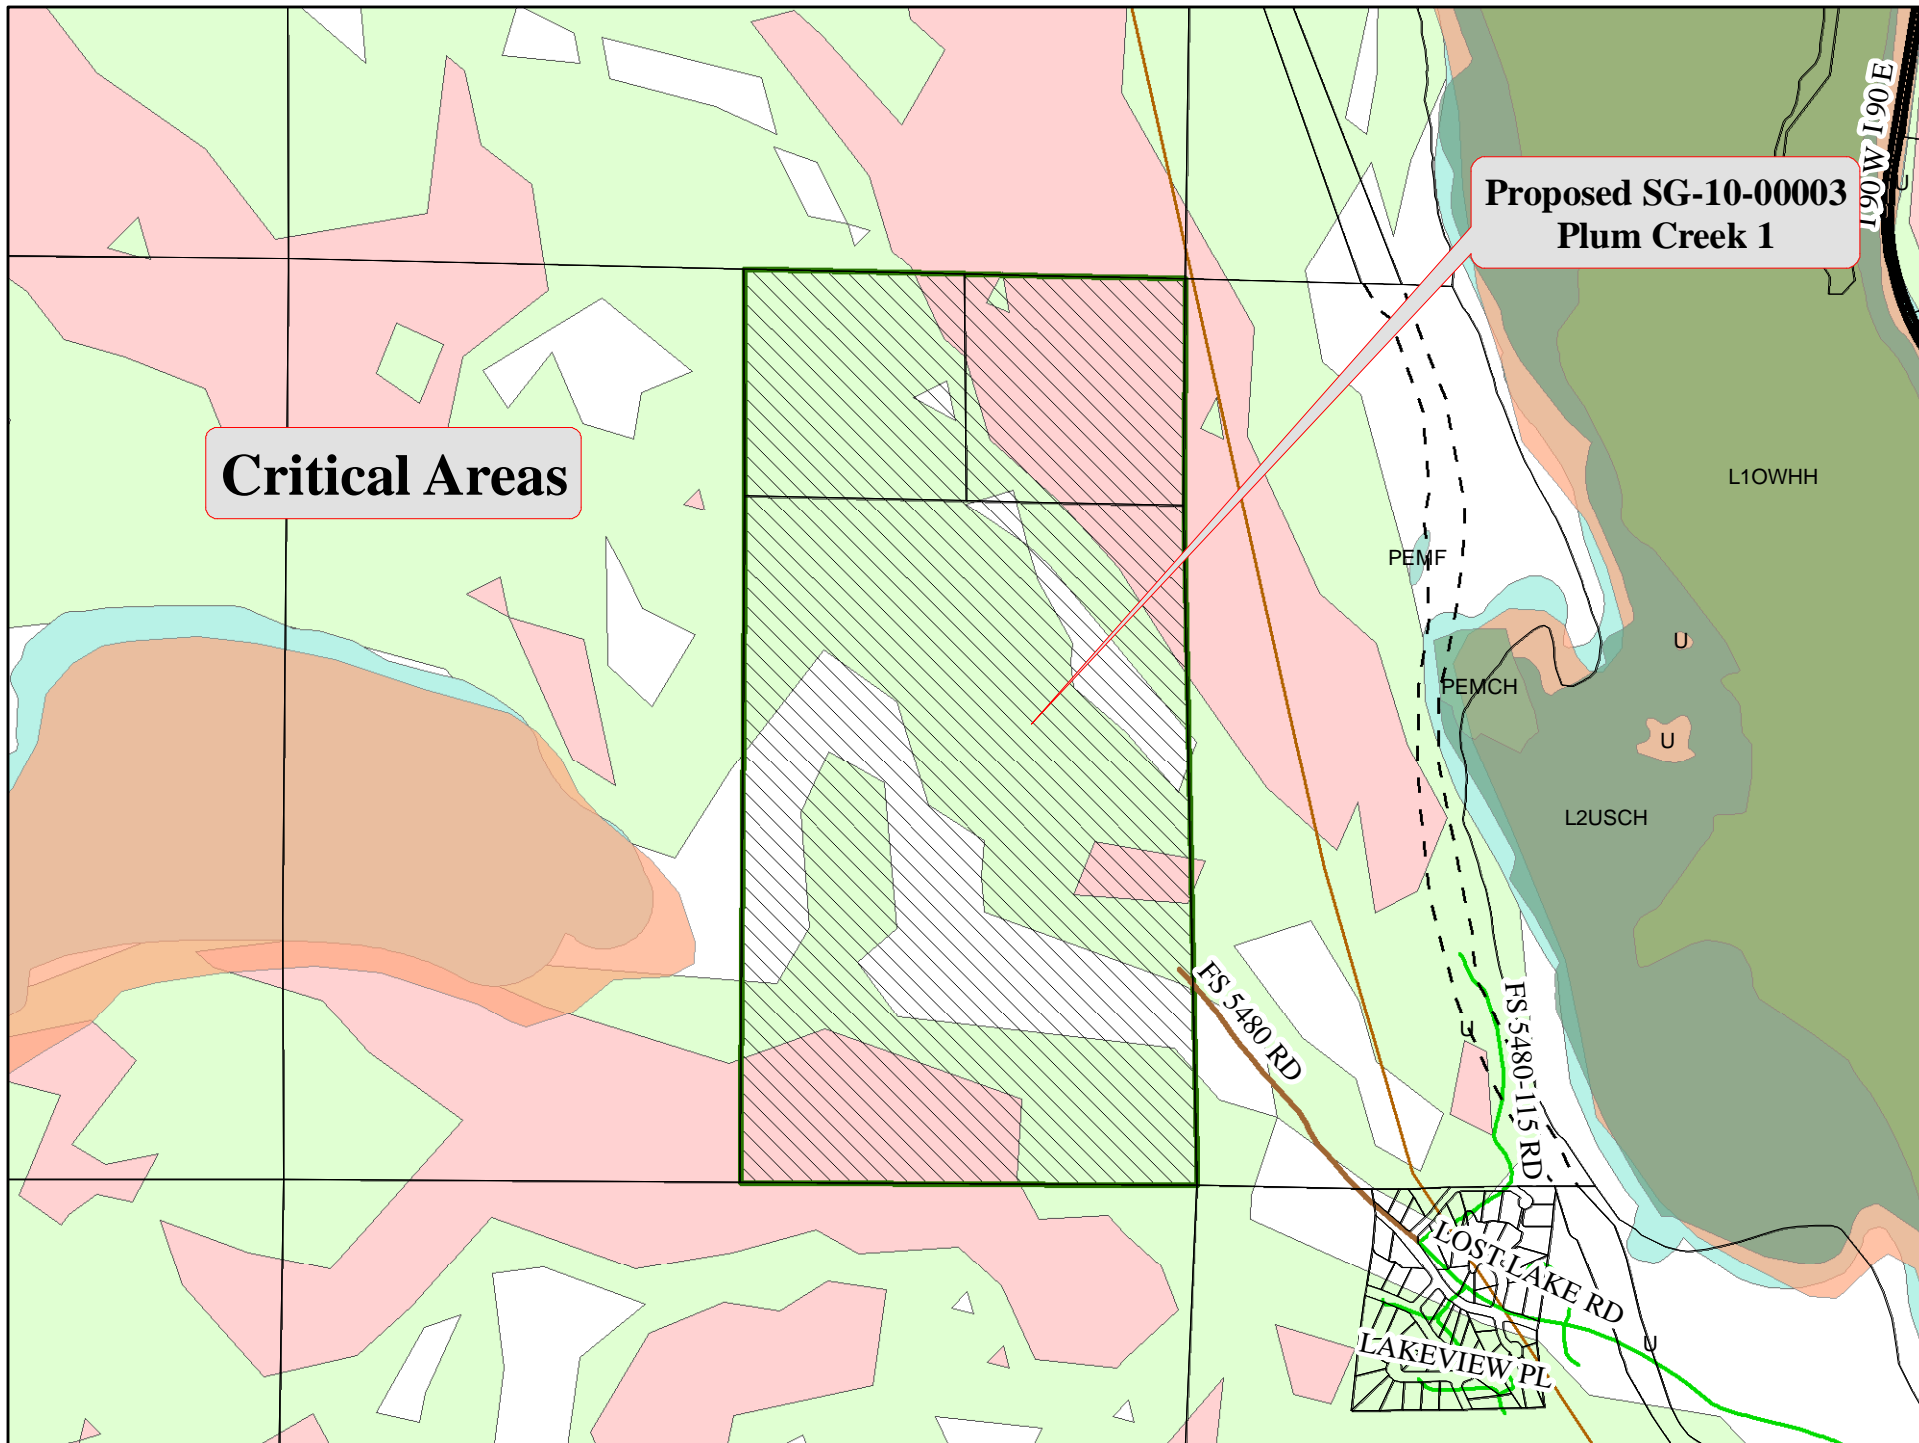 I 90 W I 90 E
U
Proposed SG-10-00003
Plum Creek 1
Critical Areas
L1OWHH
PEMF
U
PEMCH
U
L2USCH
FS 5480 RD
FS 5480-115 RD
U
LOST LAKE RD
U
LAKEVIEW PL